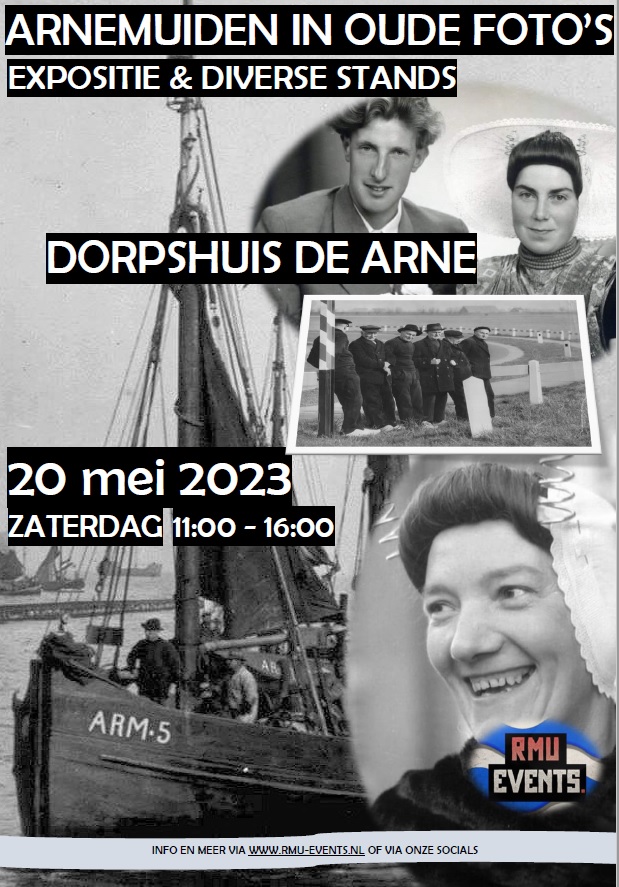 ARNEMUIDEN IN OUDE FOTO'S
EXPOSITIE & DIVERSE STANDS
DORPSHUIS DE ARNE
20 mei 2023
ZATERDAG 11:00 - 16:00
AR
ARM·5
RMU
EVENTS.
INFO EN MEER VIA WWW.RMU-EVENTS.NL OF VIA ONZE SOCIALS